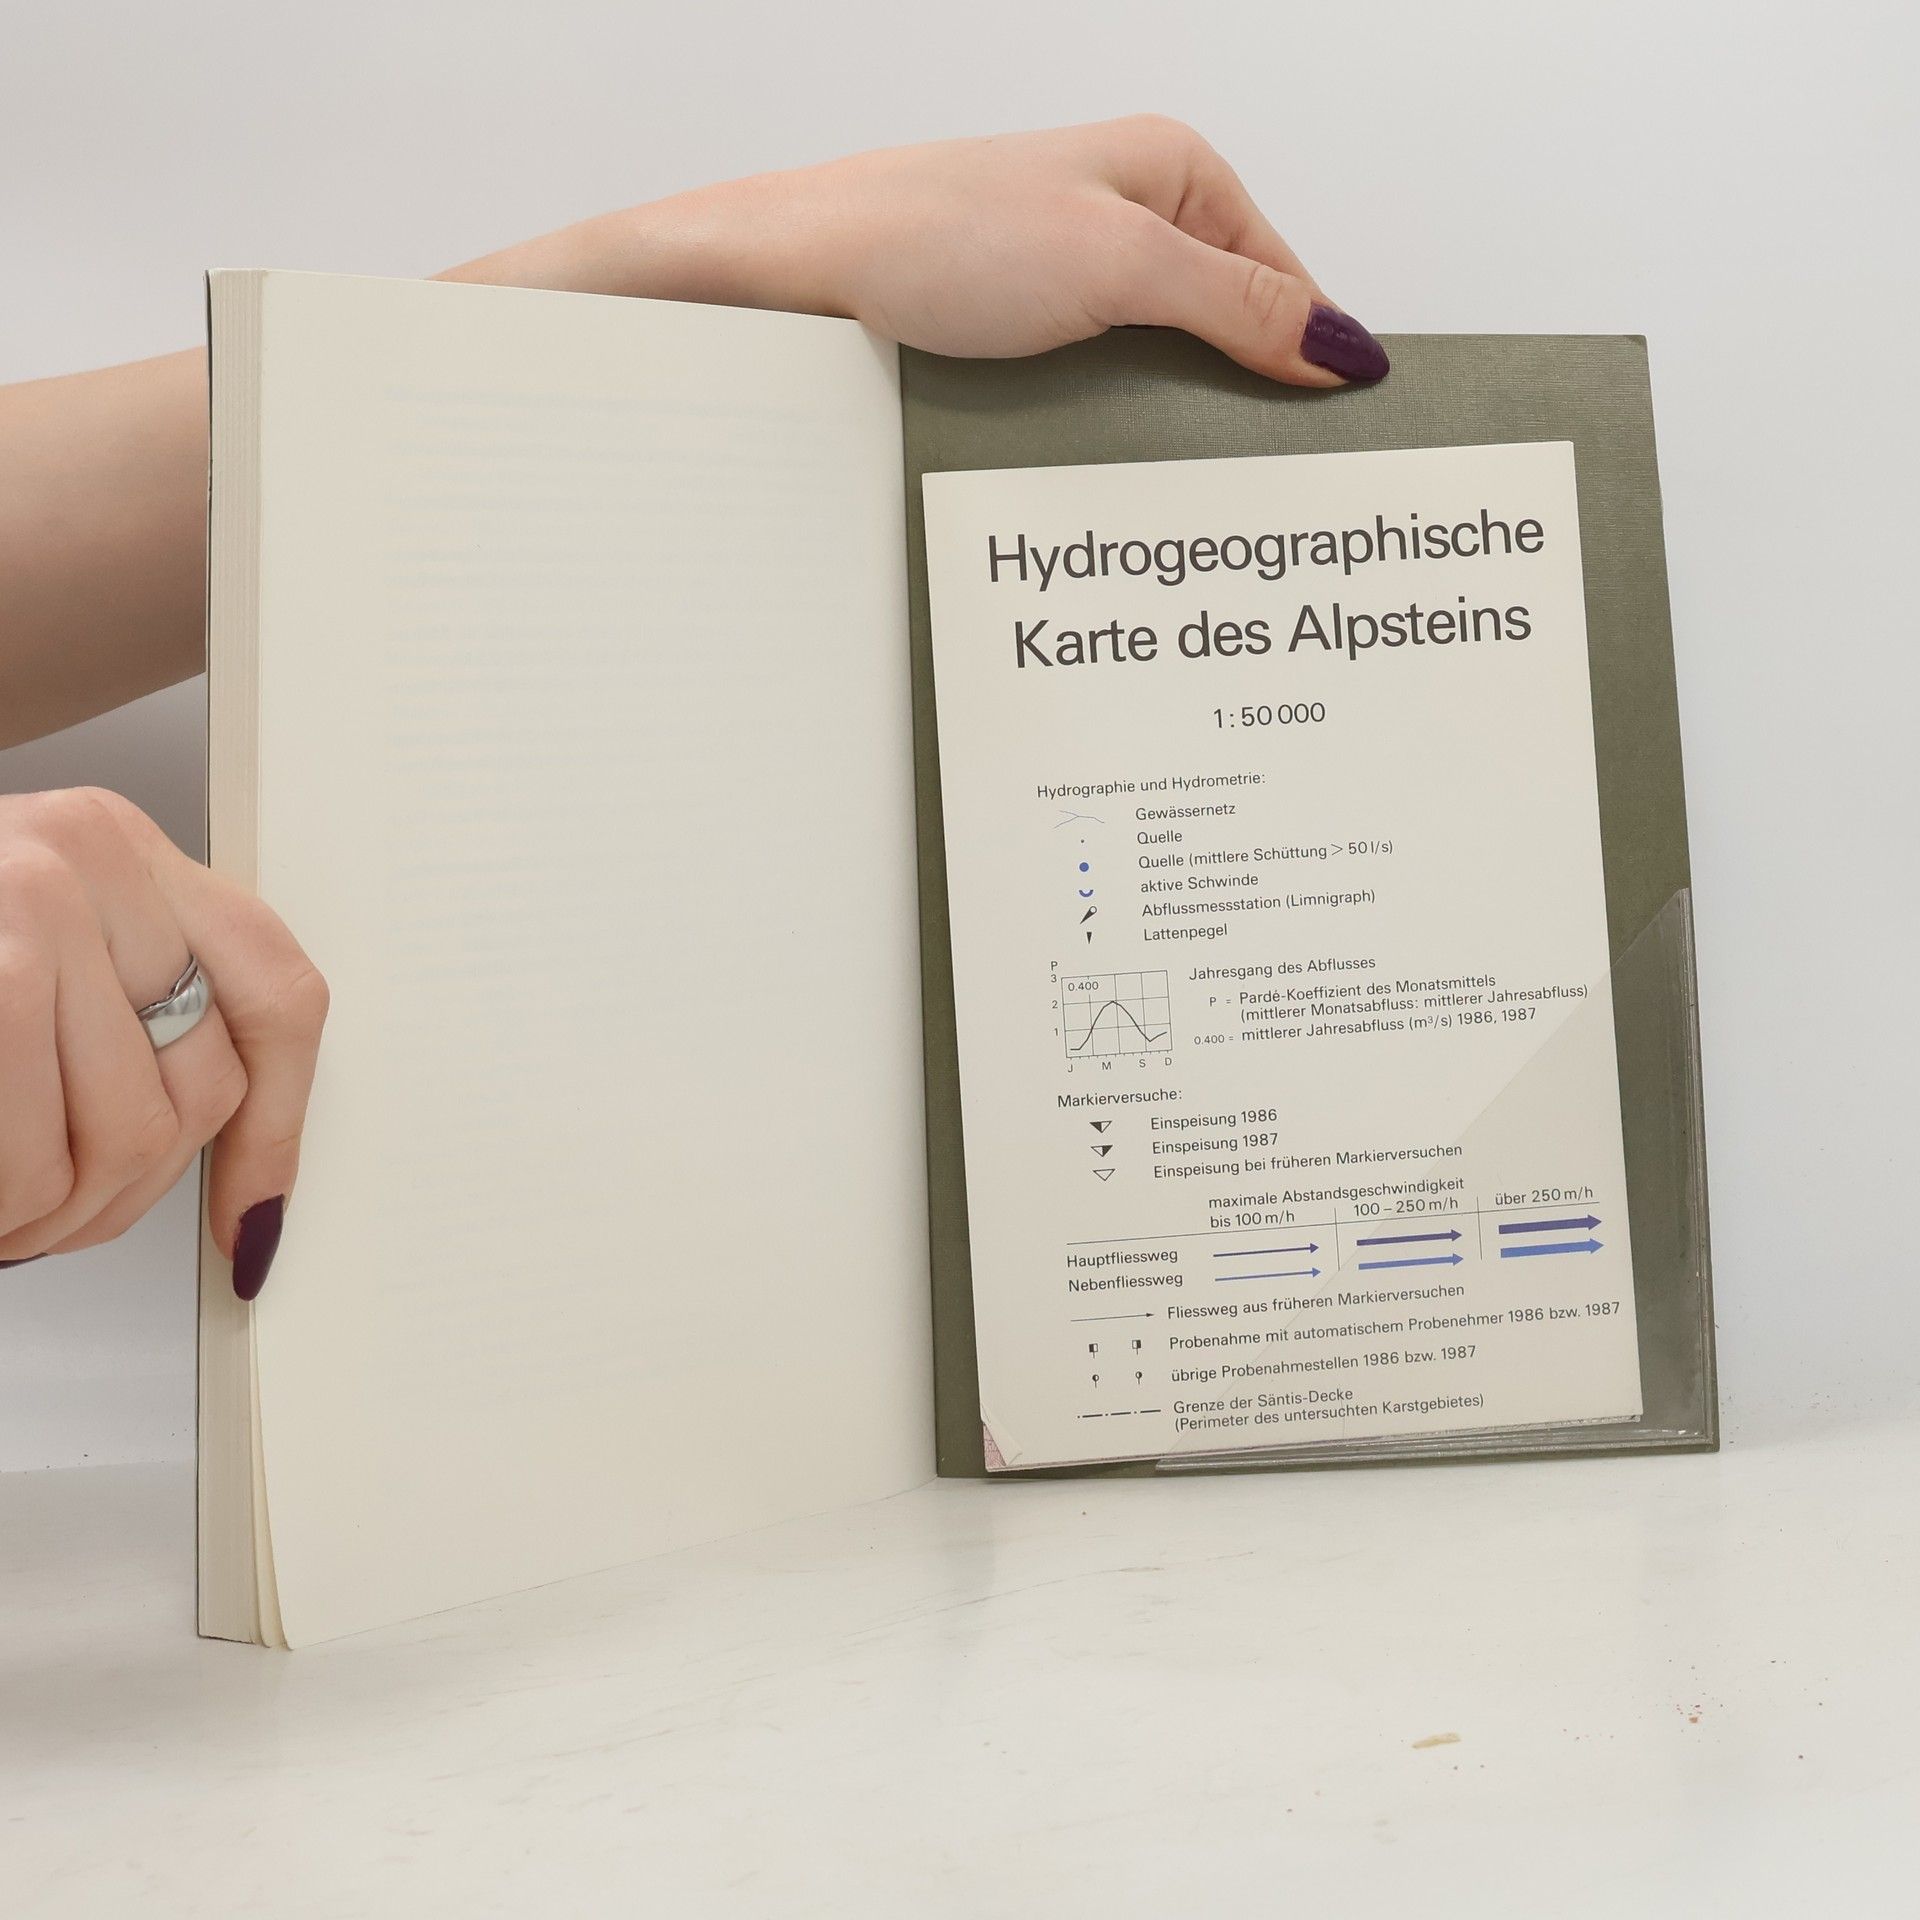 Hydrogeographische
Karte des Alpsteins
1:50 000
Hydrographie und Hydrometrie:
Gewässernetz
Quelle
Quelle (mittlere Schüttung > 50 l/s)
aktive Schwinde
Abflussmessstation (Limnigraph)
Lattenpegel
P
3
2
1
0.400
J M S D
Jahresgang des Abflusses
P = Pardé-Koeffizient des Monatsmittels
(mittlerer Monatsabfluss: mittlerer Jahresabfluss)
0.400 = mittlerer Jahresabfluss (m³/s) 1986, 1987
Markierversuche:
Einspeisung 1986
Einspeisung 1987
Einspeisung bei früheren Markierversuchen
maximale Abstandsgeschwindigkeit
bis 100 m/h 100 – 250 m/h über 250 m/h
Hauptfliessweg
Nebenfliessweg
Fliessweg aus früheren Markierversuchen
Probenahme mit automatischem Probenehmer 1986 bzw. 1987
übrige Probenahmestellen 1986 bzw. 1987
Grenze der Säntis-Decke
(Perimeter des untersuchten Karstgebietes)